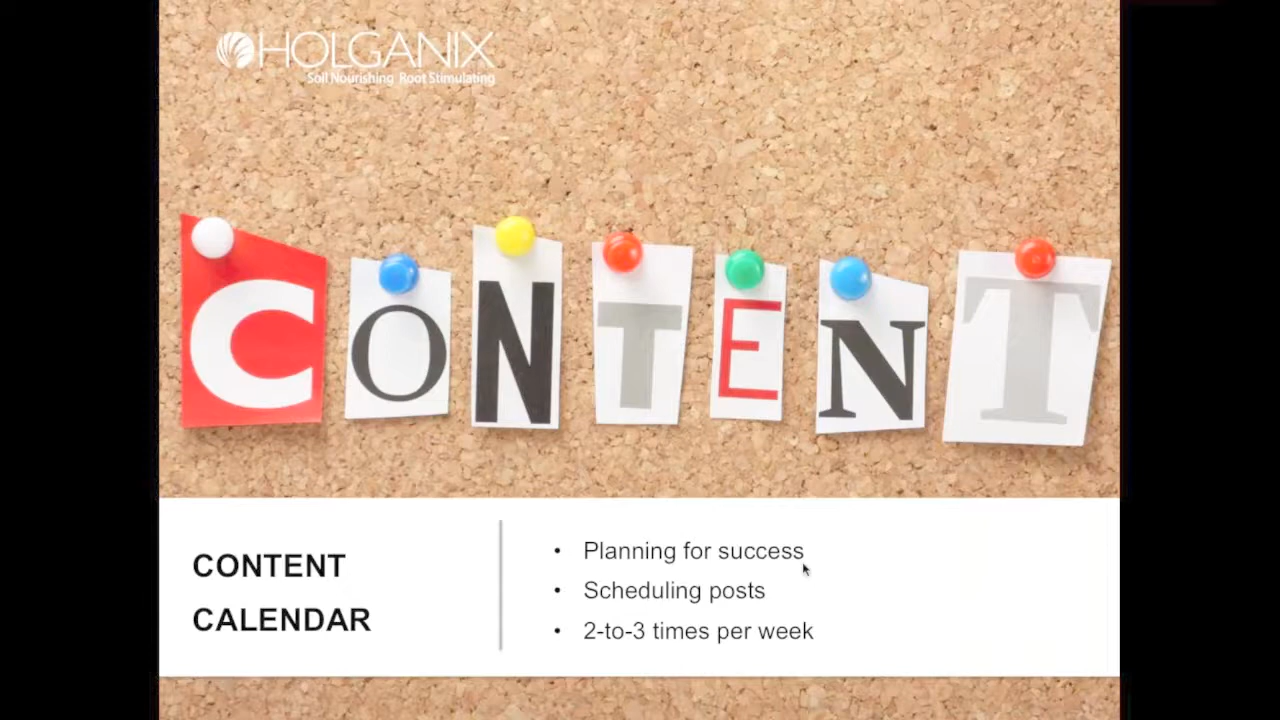 HOLGANIX
Soil Nourishing Root Stimulating
CONTENT
CONTENT
CALENDAR
• Planning for success
• Scheduling posts
• 2-to-3 times per week